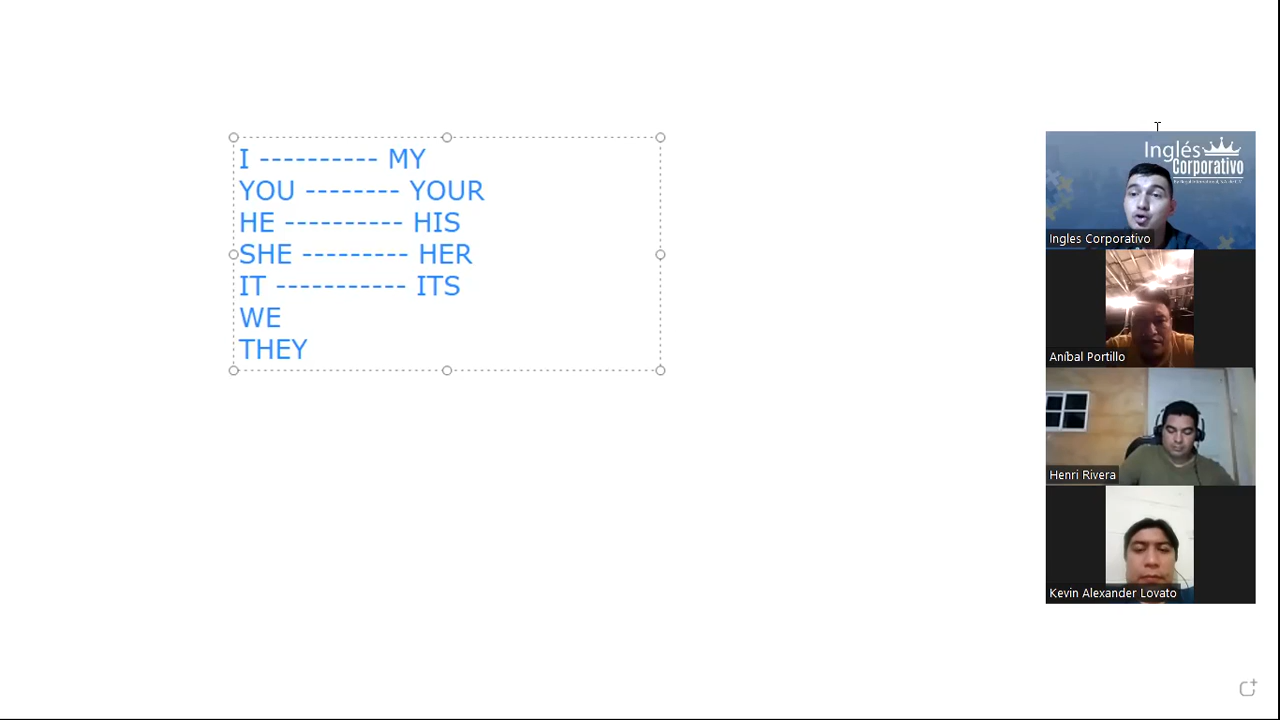 I ---------- MY
YOU -------- YOUR
HE ---------- HIS
SHE --------- HER
IT ----------- ITS
WE
THEY
Inglés
Corporativo
Ingles Corporativo
Aníbal Portillo
Henri Rivera
Kevin Alexander Lovato